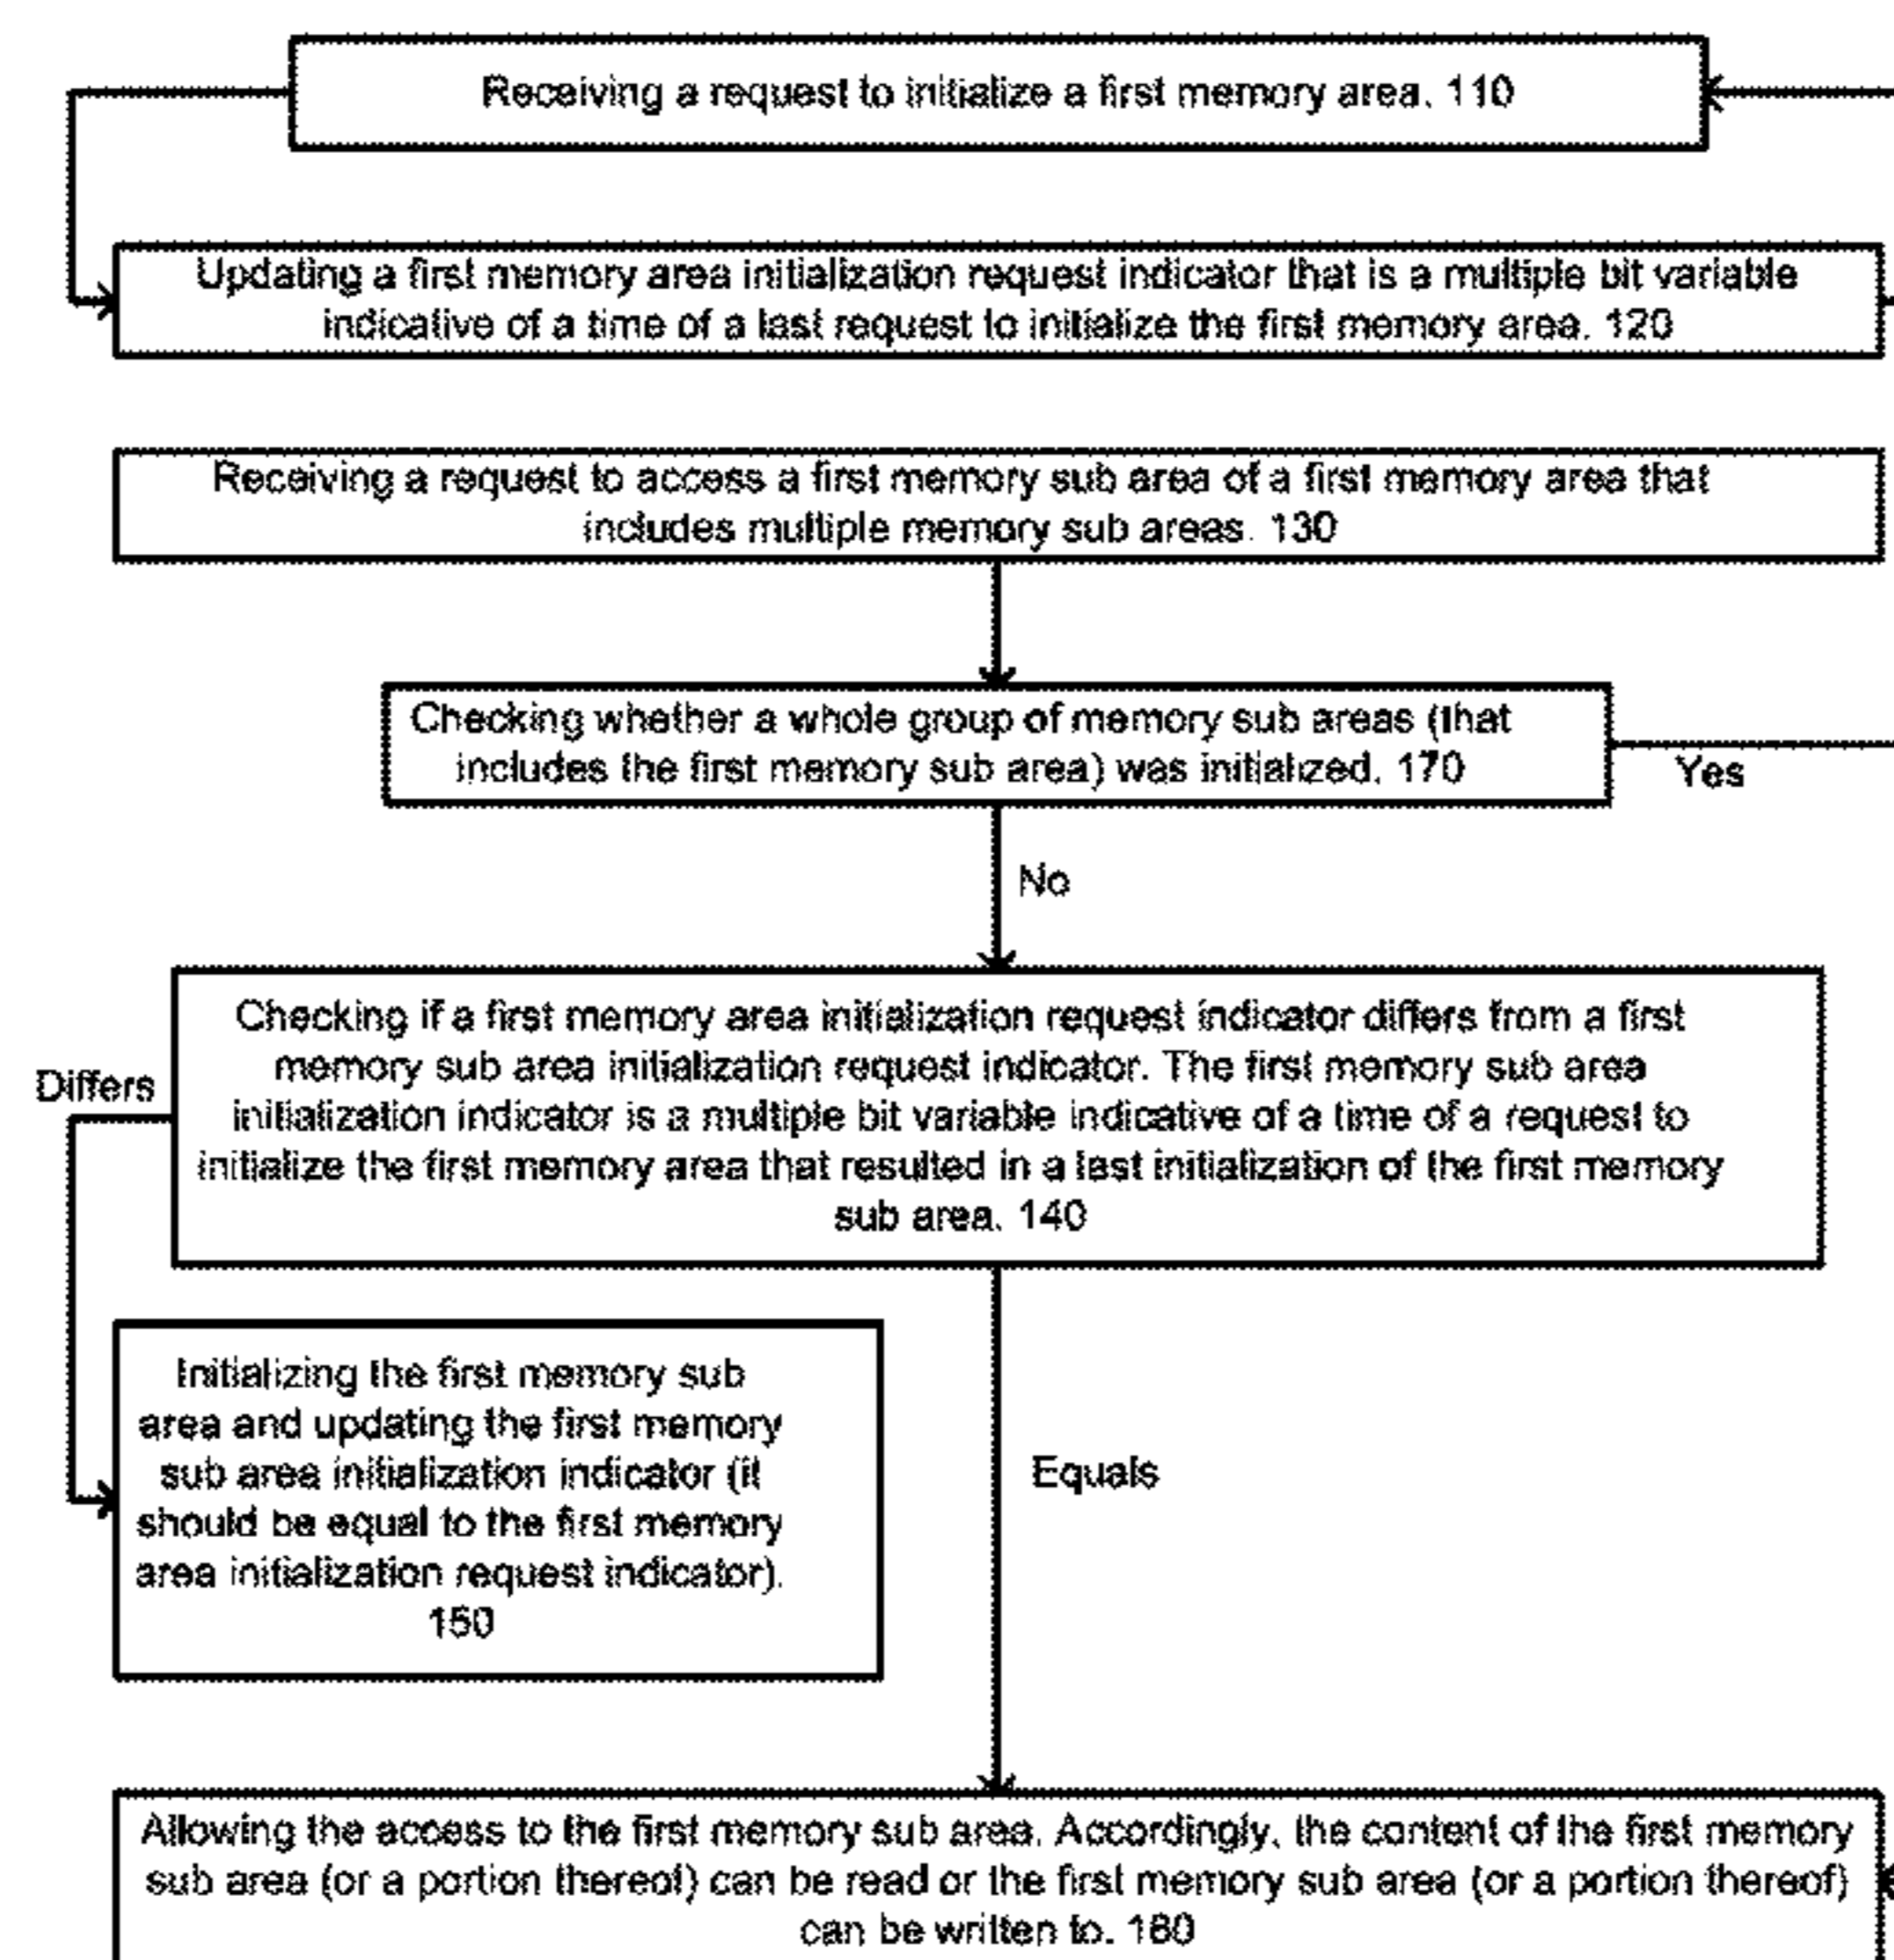 Receiving a request to initialize a first memory area. 110
Updating a first memory area initialization request indicator that is a multiple bit variable
indicative of a time of a last request to initialize the first memory area. 120
Receiving a request to access a first memory sub area of a first memory area that
includes multiple memory sub areas. 130
Checking whether a whole group of memory sub areas (that
includes the first memory sub area) was initialized. 170
Yes
No
Checking if a first memory area initialization request indicator differs from a first
memory sub area initialization request indicator. The first memory sub area
initialization indicator is a multiple bit variable indicative of a time of a request to
initialize the first memory area that resulted in a last initialization of the first memory
sub area. 140
Differs
Initializing the first memory sub
area and updating the first memory
sub area initialization indicator (it
should be equal to the first memory
area initialization request indicator).
150
Equals
Allowing the access to the first memory sub area. Accordingly, the content of the first memory
sub area (or a portion thereof) can be read or the first memory sub area (or a portion thereof)
can be written to. 160